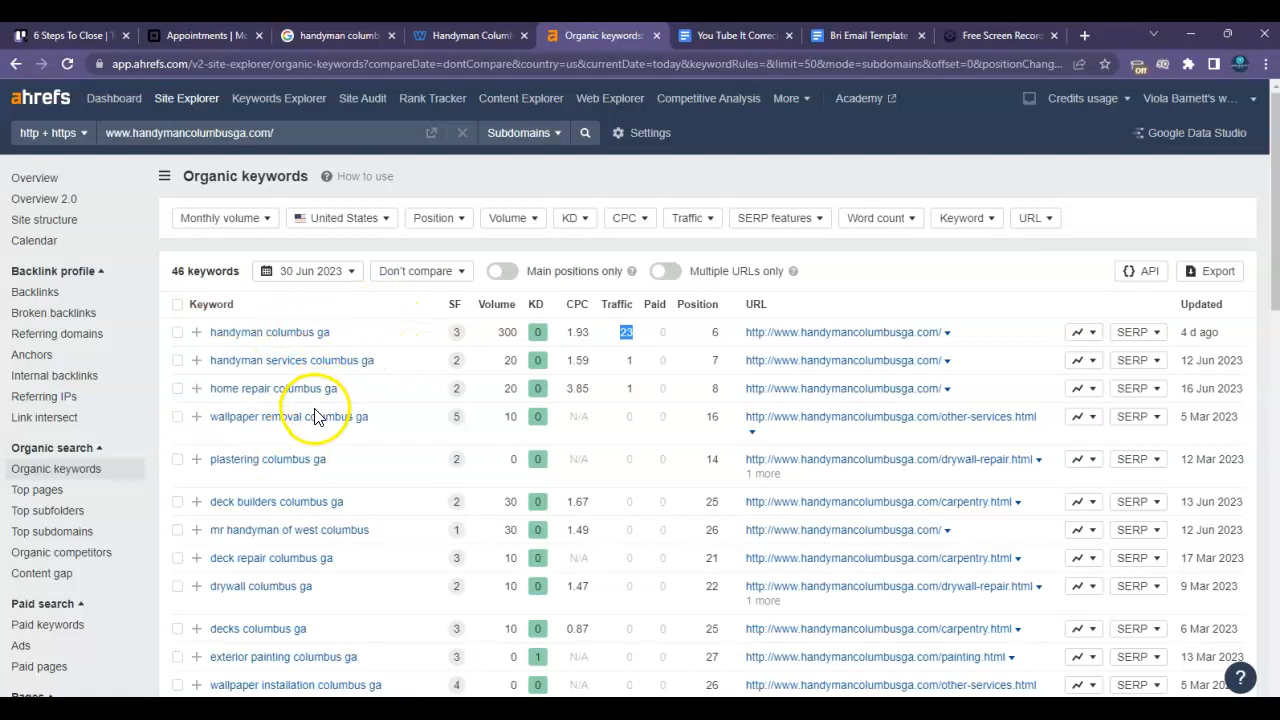 6 Steps To Close | T
Appointments | Mo
handyman columb
Handyman Columb
Organic keywords:
You Tube It Correct
Bri Email Template
Free Screen Record
app.ahrefs.com/v2-site-explorer/organic-keywords?compareDate=dontCompare&country=us&currentDate=today&keywordRules=&limit=50&mode=subdomains&offset=0&positionChang...
Off
ahrefs Dashboard Site Explorer Keywords Explorer Site Audit Rank Tracker Content Explorer Web Explorer Competitive Analysis More Academy Credits usage Viola Barnett's w...
http + https www.handymancolumbusga.com/ Subdomains Settings Google Data Studio
Overview
Overview 2.0
Site structure
Calendar
Backlink profile
Backlinks
Broken backlinks
Referring domains
Anchors
Internal backlinks
Referring IPs
Link intersect
Organic search
Organic keywords
Top pages
Top subfolders
Top subdomains
Organic competitors
Content gap
Paid search
Paid keywords
Ads
Paid pages
Organic keywords ? How to use
Monthly volume United States Position Volume KD CPC Traffic SERP features Word count Keyword URL
46 keywords 30 Jun 2023 Don't compare Main positions only ? Multiple URLs only ? {} API Export
Keyword SF Volume KD CPC Traffic Paid Position URL Updated
handyman columbus ga 3 300 0 1.93 23 0 6 http://www.handymancolumbusga.com/ SERP 4 d ago
handyman services columbus ga 2 20 0 1.59 1 0 7 http://www.handymancolumbusga.com/ SERP 12 Jun 2023
home repair columbus ga 2 20 0 3.85 1 0 8 http://www.handymancolumbusga.com/ SERP 16 Jun 2023
wallpaper removal columbus ga 5 10 0 N/A 0 0 16 http://www.handymancolumbusga.com/other-services.html SERP 5 Mar 2023
plastering columbus ga 2 0 0 N/A 0 0 14 http://www.handymancolumbusga.com/drywall-repair.html SERP 12 Mar 2023
1 more
deck builders columbus ga 2 30 0 1.67 0 0 25 http://www.handymancolumbusga.com/carpentry.html SERP 13 Jun 2023
mr handyman of west columbus 1 30 0 1.49 0 0 26 http://www.handymancolumbusga.com/ SERP 12 Jun 2023
deck repair columbus ga 3 10 0 N/A 0 0 21 http://www.handymancolumbusga.com/carpentry.html SERP 17 Mar 2023
drywall columbus ga 2 10 0 1.47 0 0 22 http://www.handymancolumbusga.com/drywall-repair.html SERP 9 Mar 2023
1 more
decks columbus ga 3 10 0 0.87 0 0 25 http://www.handymancolumbusga.com/carpentry.html SERP 6 Mar 2023
exterior painting columbus ga 3 0 1 N/A 0 0 27 http://www.handymancolumbusga.com/painting.html SERP 13 Mar 2023
wallpaper installation columbus ga 4 0 0 N/A 0 0 26 http://www.handymancolumbusga.com/other-services.html SERP 5 Mar
?